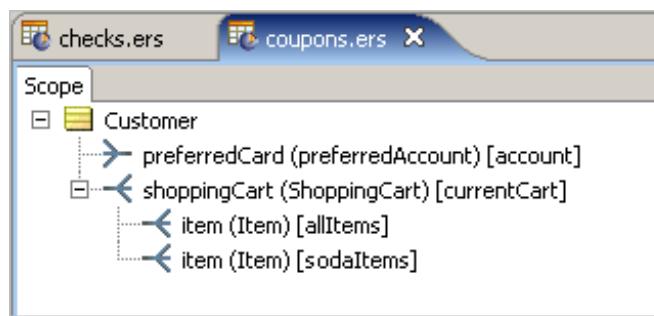 checks.ers coupons.ers
Scope
Customer
preferredCard (preferredAccount) [account]
shoppingCart (ShoppingCart) [currentCart]
item (Item) [allItems]
item (Item) [sodaItems]